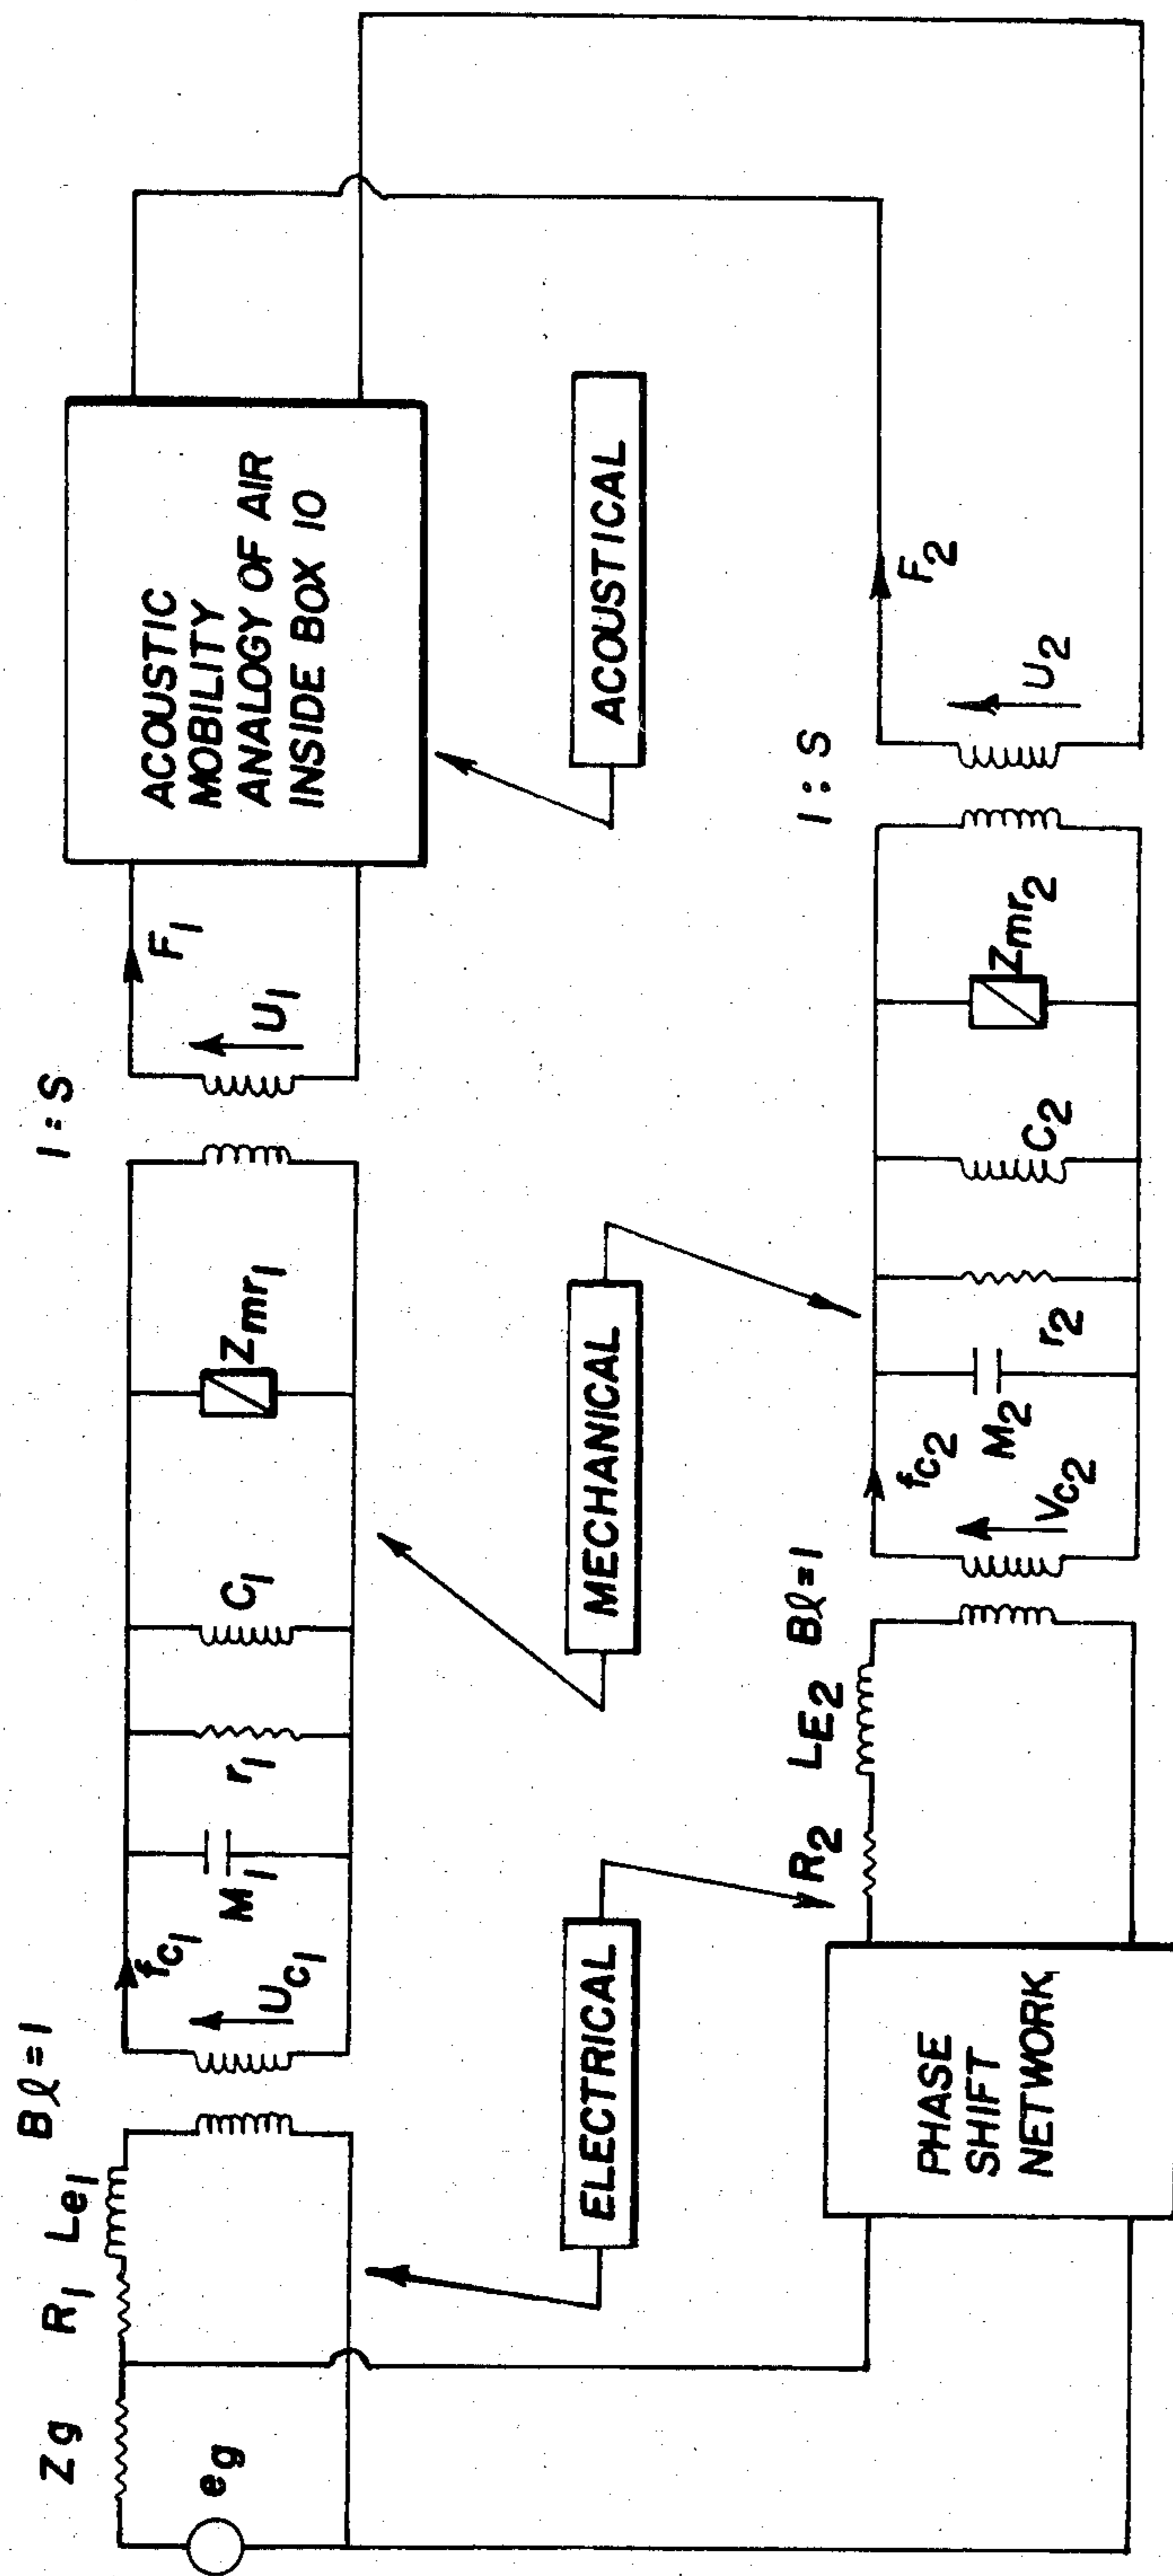 Zg R1 Le1 Bℓ=1
1:S
eg
fc1
Uc1
M1
r1
C1
Zmr1
F1
U1
ACOUSTIC
MOBILITY
ANALOGY OF AIR
INSIDE BOX 10
ELECTRICAL
MECHANICAL
ACOUSTICAL
PHASE
SHIFT
NETWORK
R2 LE2 Bℓ=1
1:S
fc2
Vc2
M2
r2
C2
Zmr2
F2
U2